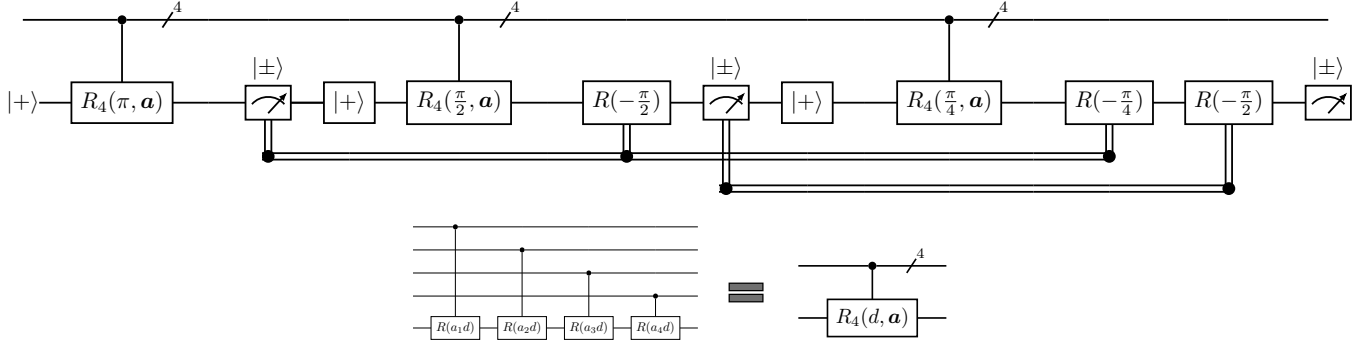 4 4 4
|±⟩ |±⟩ |±⟩
|+⟩ R₄(π, a) |+⟩ R₄(π/2, a) R(−π/2) |+⟩ R₄(π/4, a) R(−π/4) R(−π/2)
4
R(a₁d) R(a₂d) R(a₃d) R(a₄d) = R₄(d, a)